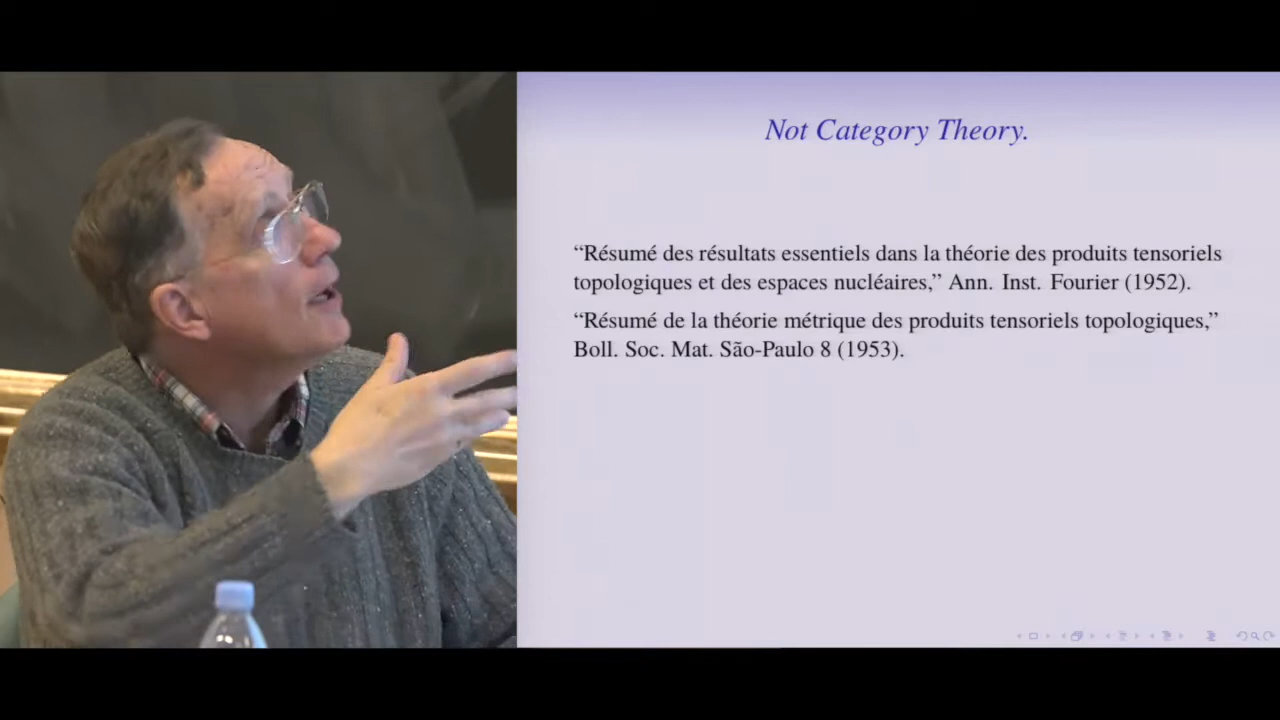 Not Category Theory.
“Résumé des résultats essentiels dans la théorie des produits tensoriels
topologiques et des espaces nucléaires,” Ann. Inst. Fourier (1952).
“Résumé de la théorie métrique des produits tensoriels topologiques,”
Boll. Soc. Mat. São-Paulo 8 (1953).